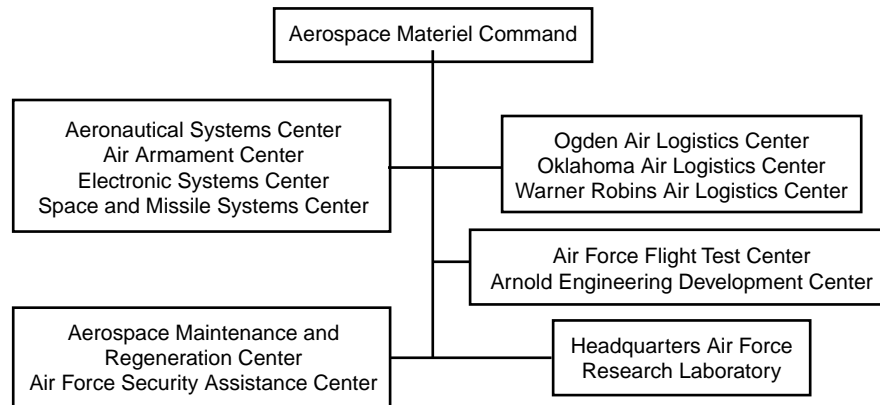 Aerospace Materiel Command
Aeronautical Systems Center
Air Armament Center
Electronic Systems Center
Space and Missile Systems Center
Ogden Air Logistics Center
Oklahoma Air Logistics Center
Warner Robins Air Logistics Center
Air Force Flight Test Center
Arnold Engineering Development Center
Aerospace Maintenance and
Regeneration Center
Air Force Security Assistance Center
Headquarters Air Force
Research Laboratory